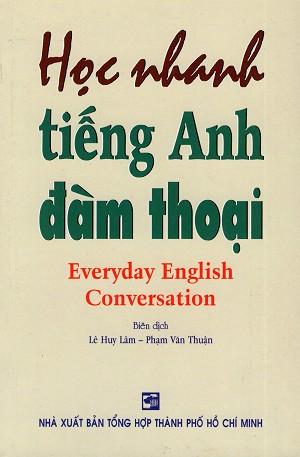 Học nhanh
tiếng Anh
đàm thoại
Everyday English
Conversation
Biên dịch
Lê Huy Lâm – Phạm Văn Thuận
NHÀ XUẤT BẢN TỔNG HỢP THÀNH PHỐ HỒ CHÍ MINH